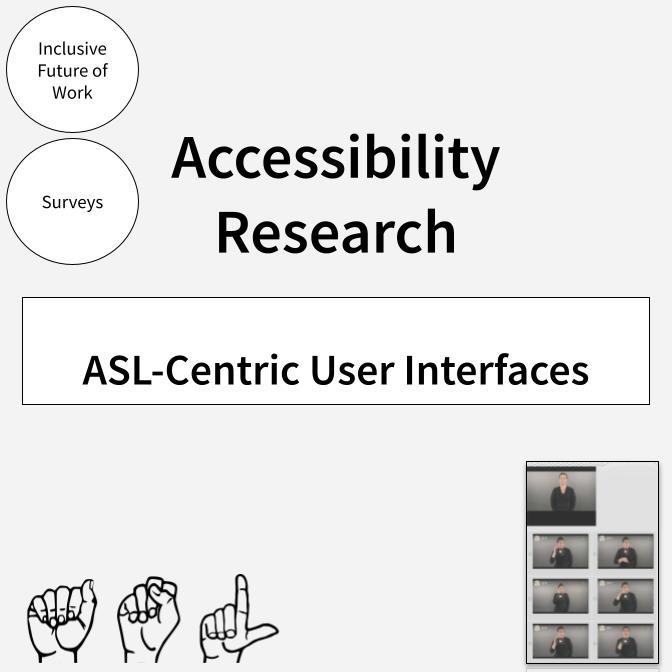 Inclusive
Future of
Work
Surveys
Accessibility
Research
ASL-Centric User Interfaces